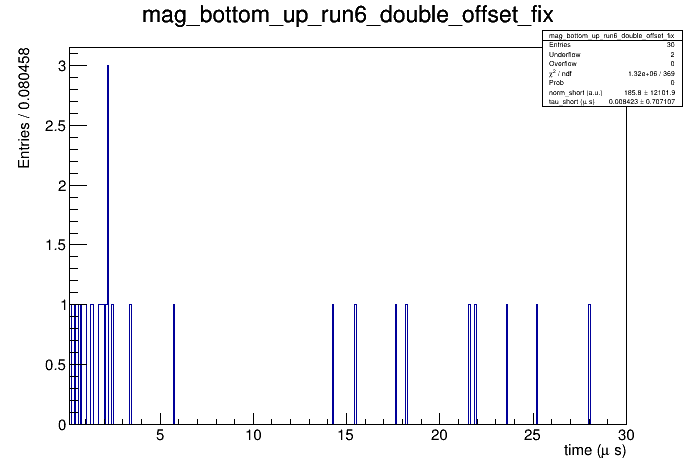 mag_bottom_up_run6_double_offset_fix
mag_bottom_up_run6_double_offset_fix
Entries 30
Underflow 2
Overflow 0
χ² / ndf 1.32e+06 / 369
Prob 0
norm_short (a.u.) 185.8 ± 12101.9
tau_short (μ s) 0.008423 ± 0.707107
Entries / 0.080458
3
2.5
2
1.5
1
0.5
0
5 10 15 20 25 30
time (μ s)